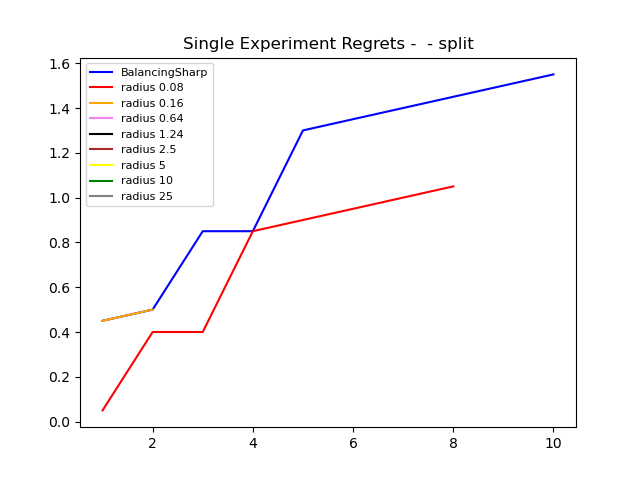 Single Experiment Regrets -  - split
1.6
1.4
1.2
1.0
0.8
0.6
0.4
0.2
0.0
BalancingSharp
radius 0.08
radius 0.16
radius 0.64
radius 1.24
radius 2.5
radius 5
radius 10
radius 25
2 4 6 8 10